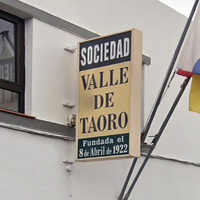 SOCIEDAD
VALLE
DE
TAORO
Fundada el
8 de Abril de 1922